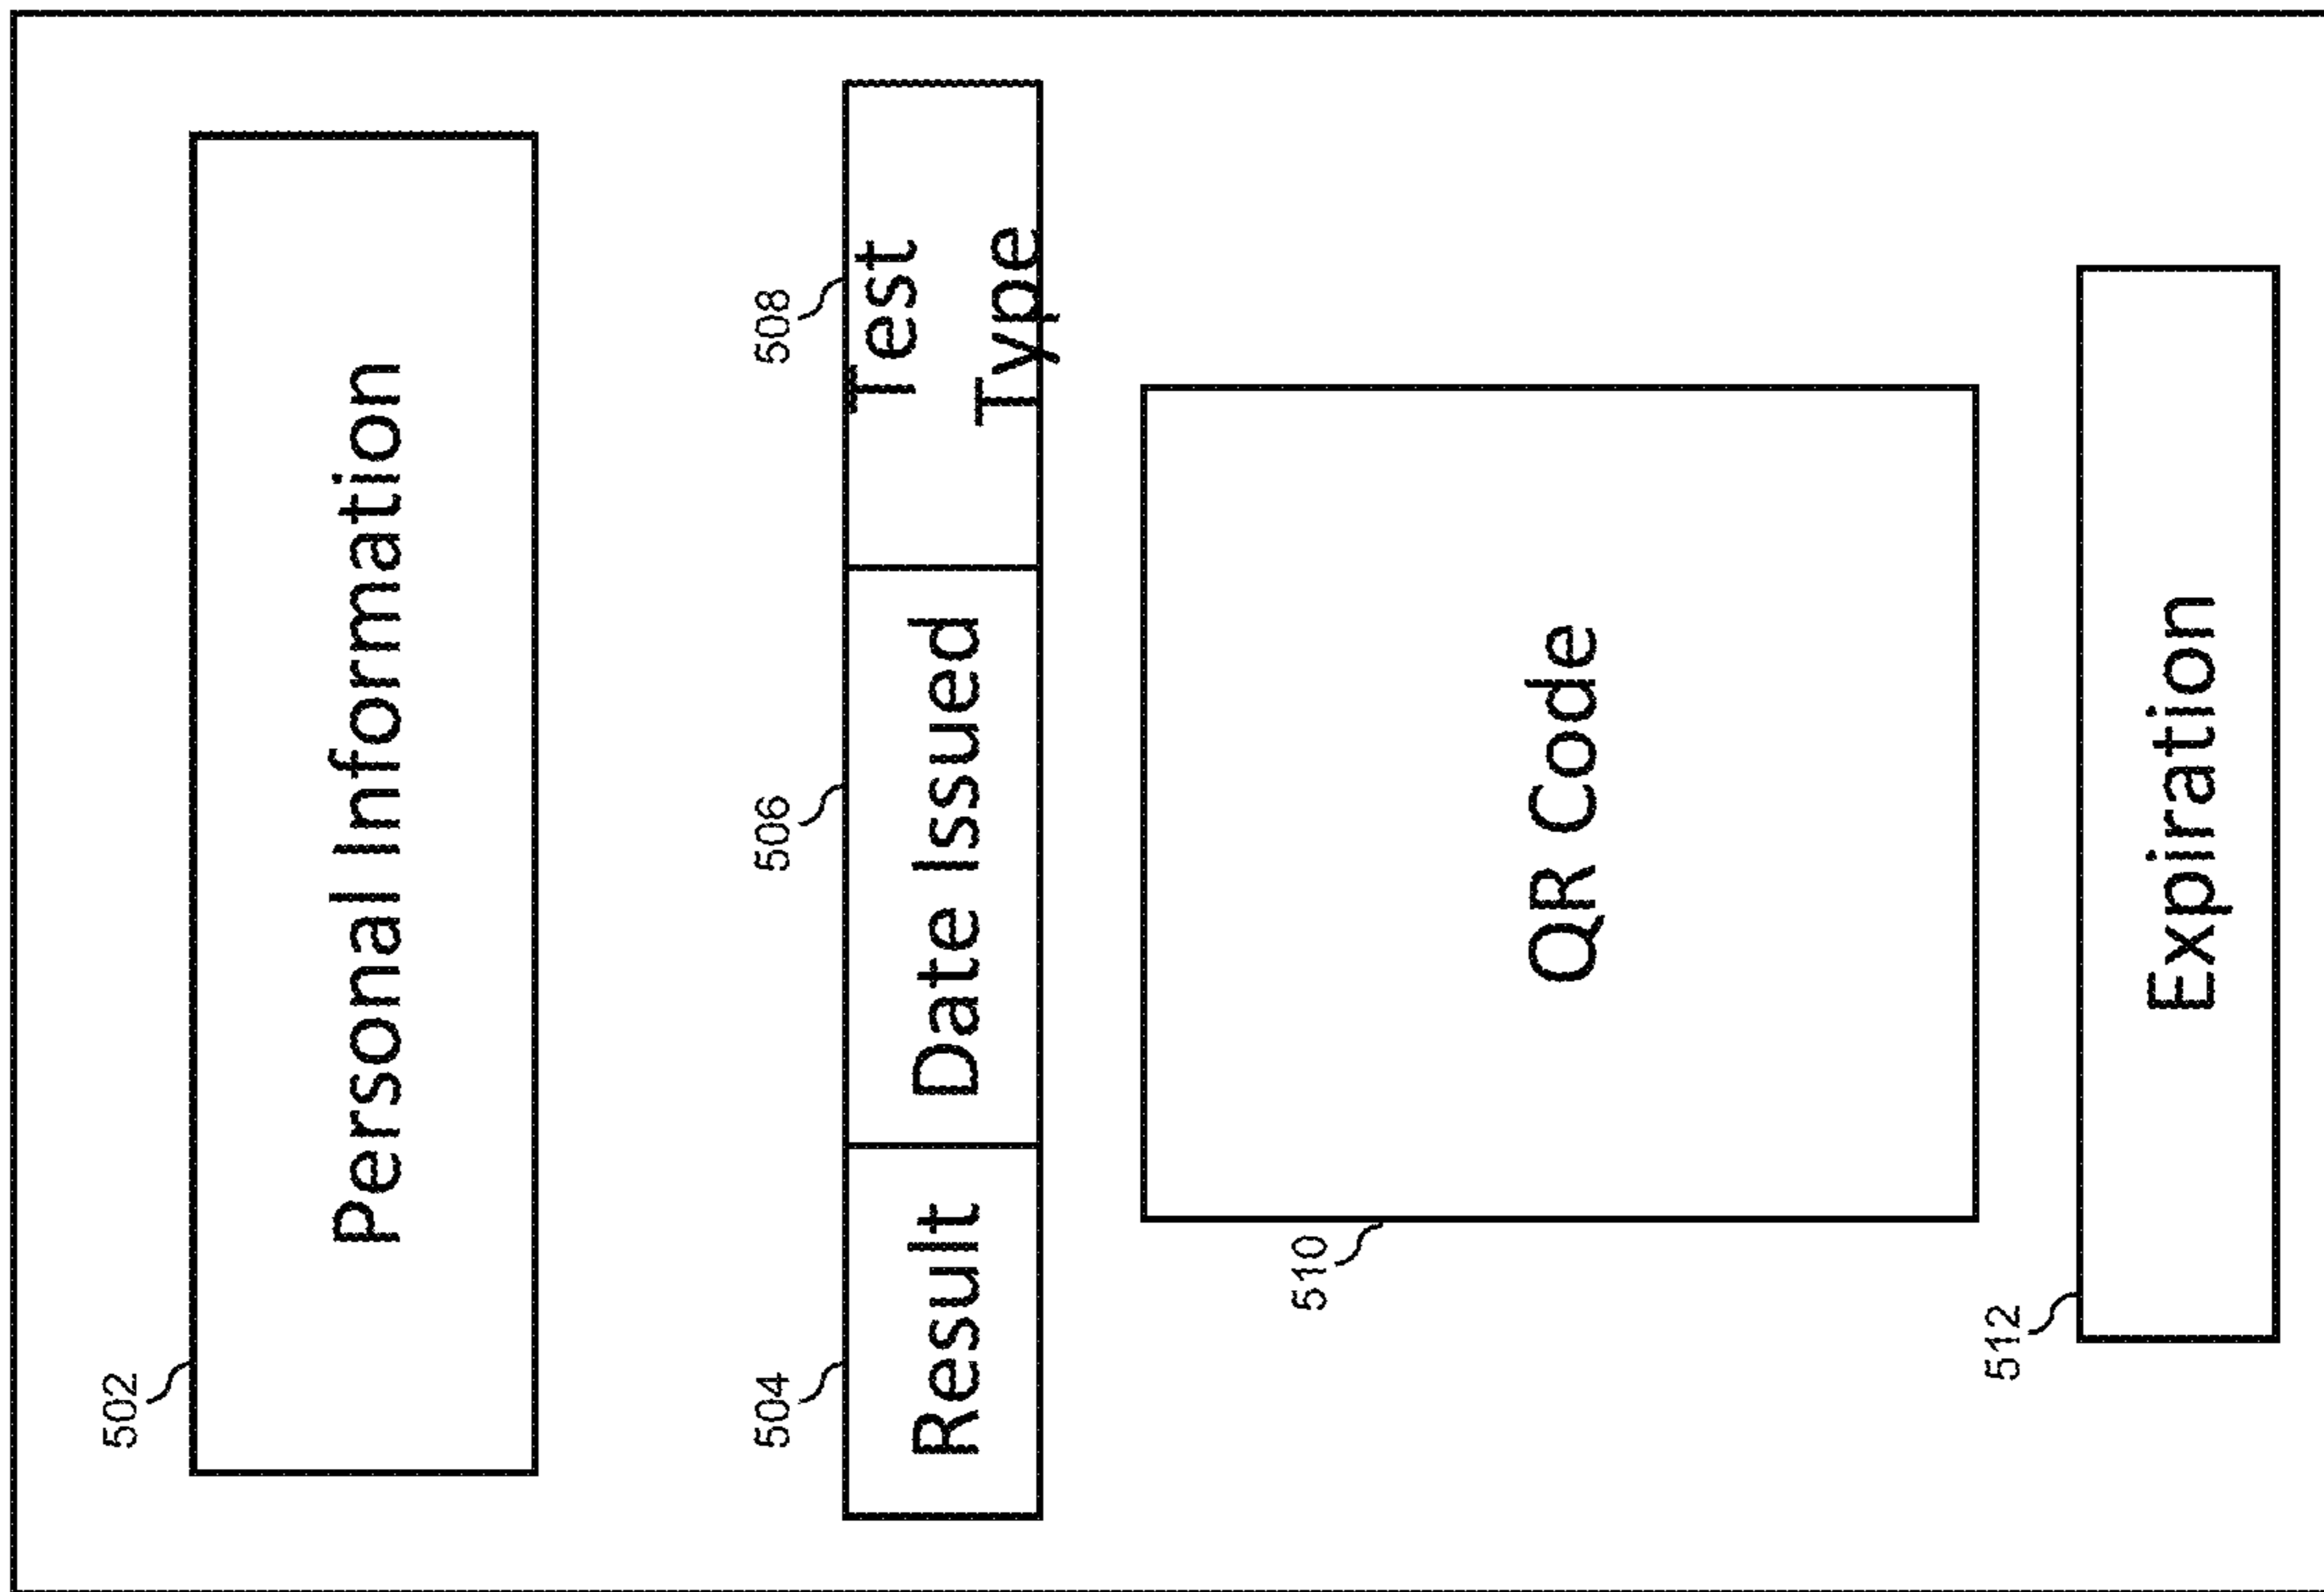 502
Personal Information
504
506
508
Result
Date Issued
Test
Type
510
QR Code
512
Expiration